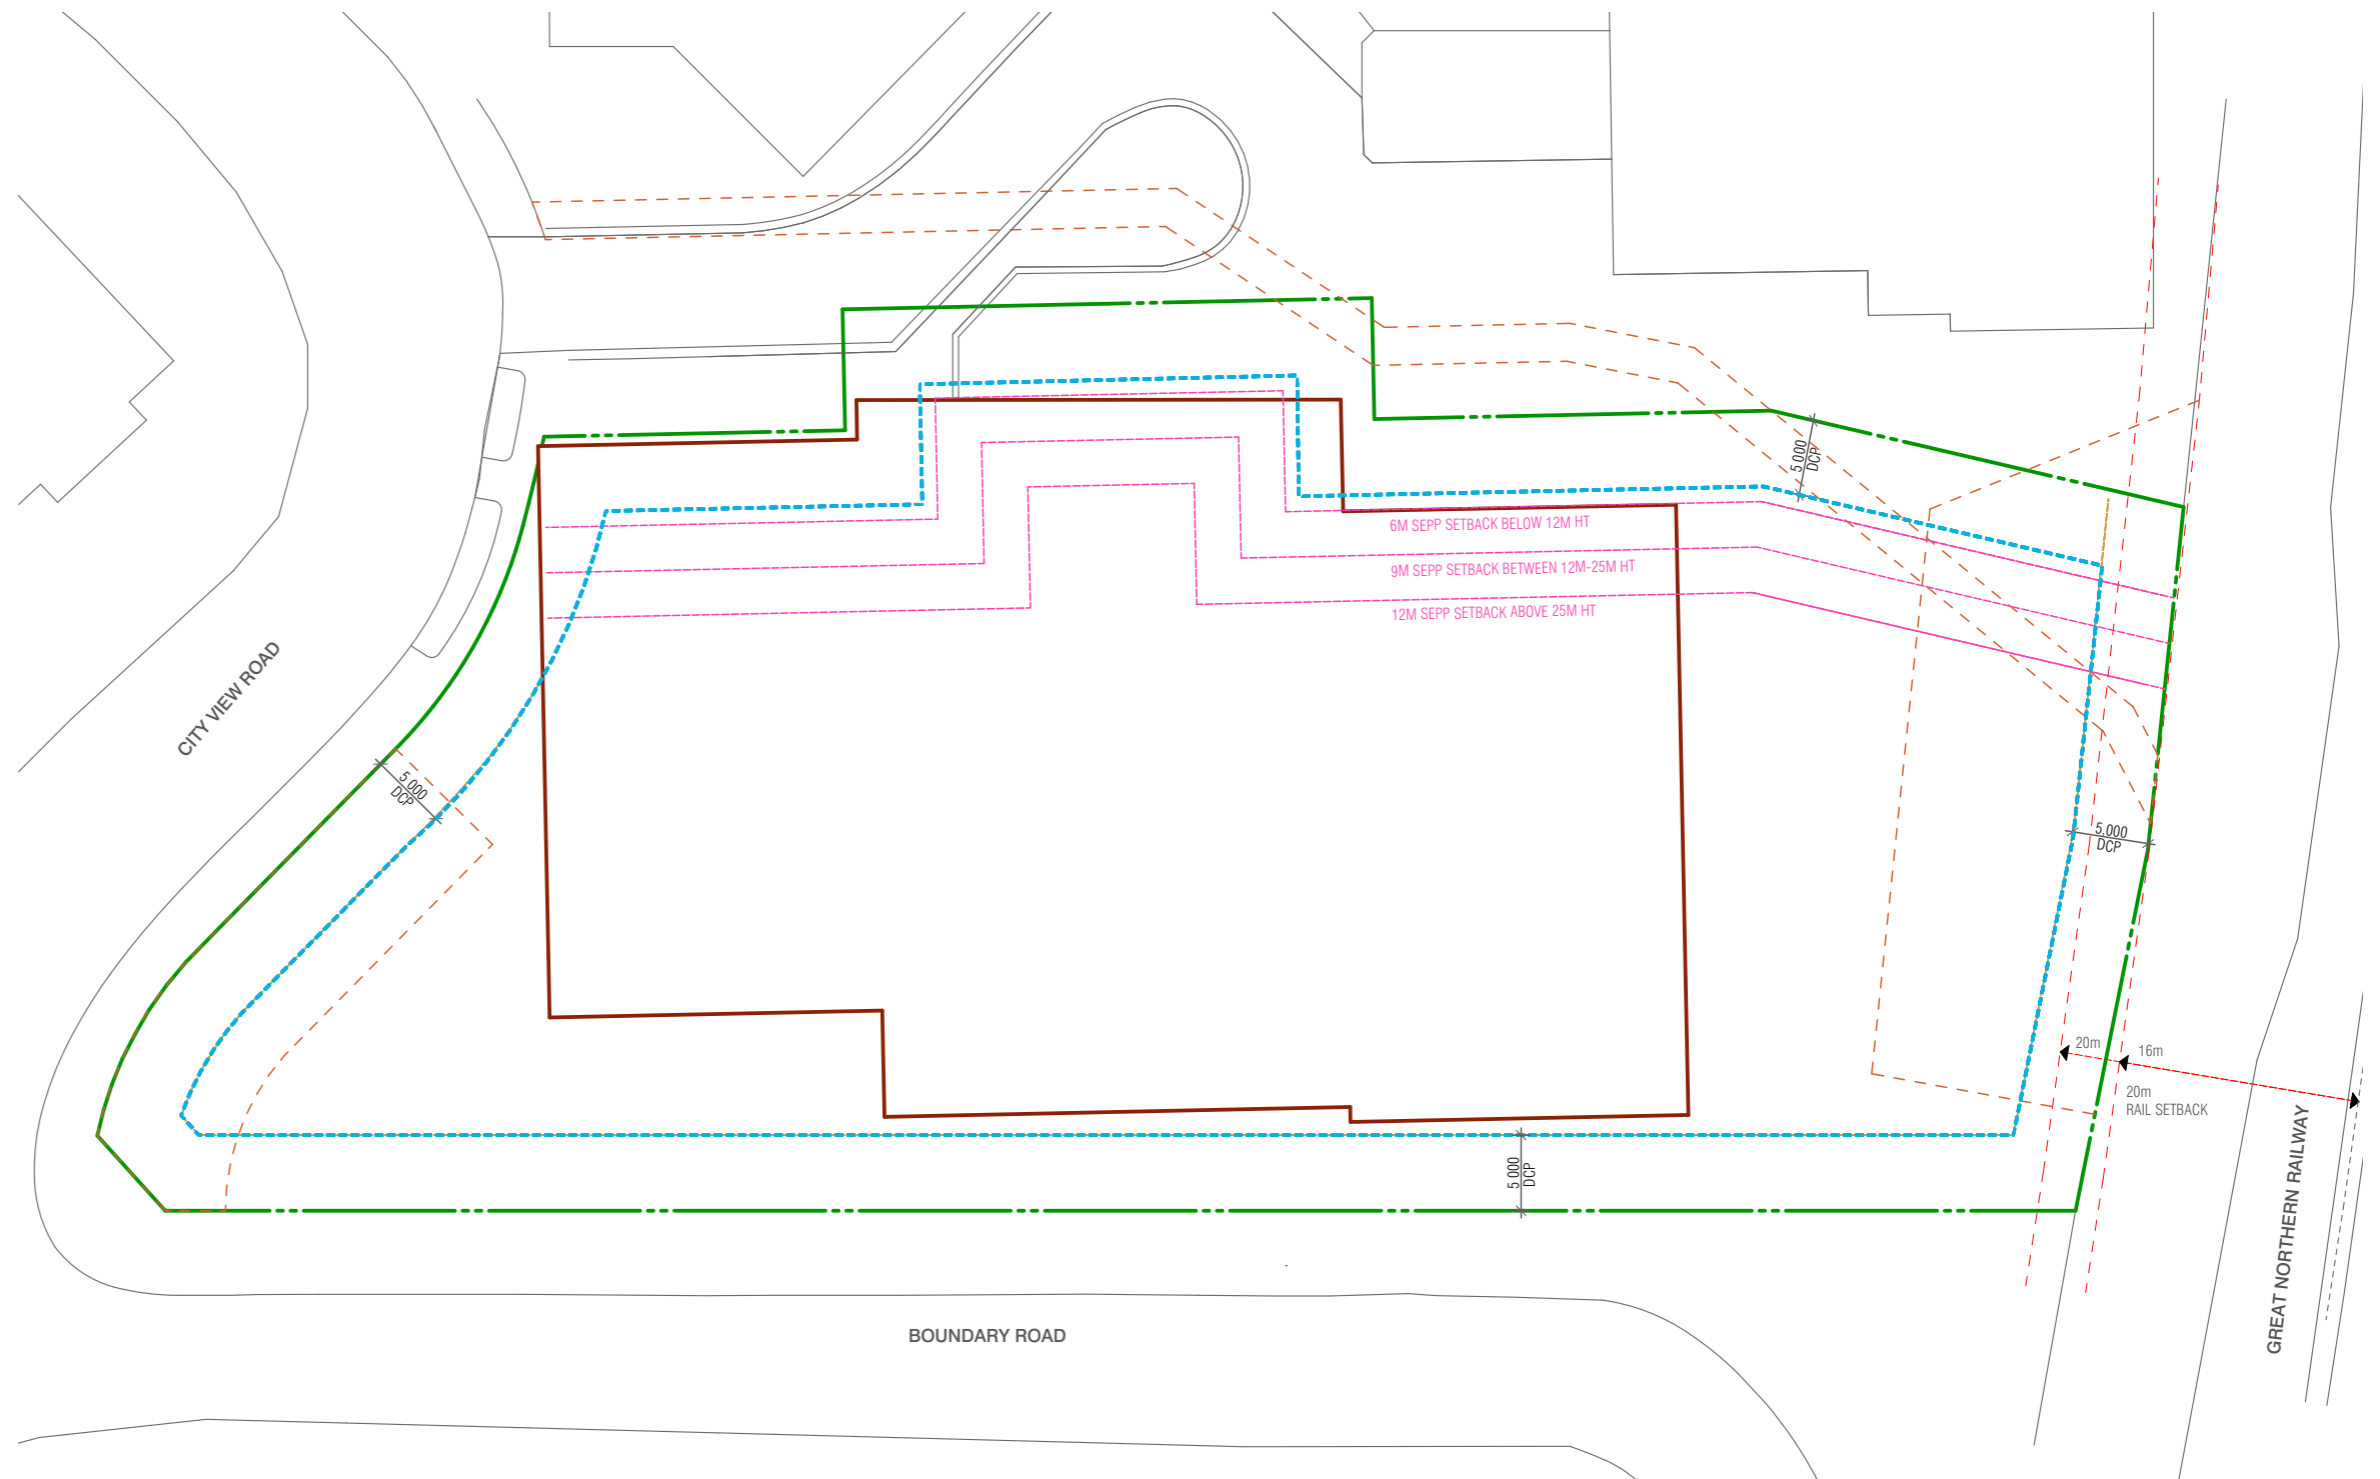 5 000
DCP
6M SEPP SETBACK BELOW 12M HT
9M SEPP SETBACK BETWEEN 12M-25M HT
12M SEPP SETBACK ABOVE 25M HT
CITY VIEW ROAD
5 000
DCP
5,000
DCP
20m
16m
20m
RAIL SETBACK
5 000
DCP
GREAT NORTHERN RAILWAY
BOUNDARY ROAD